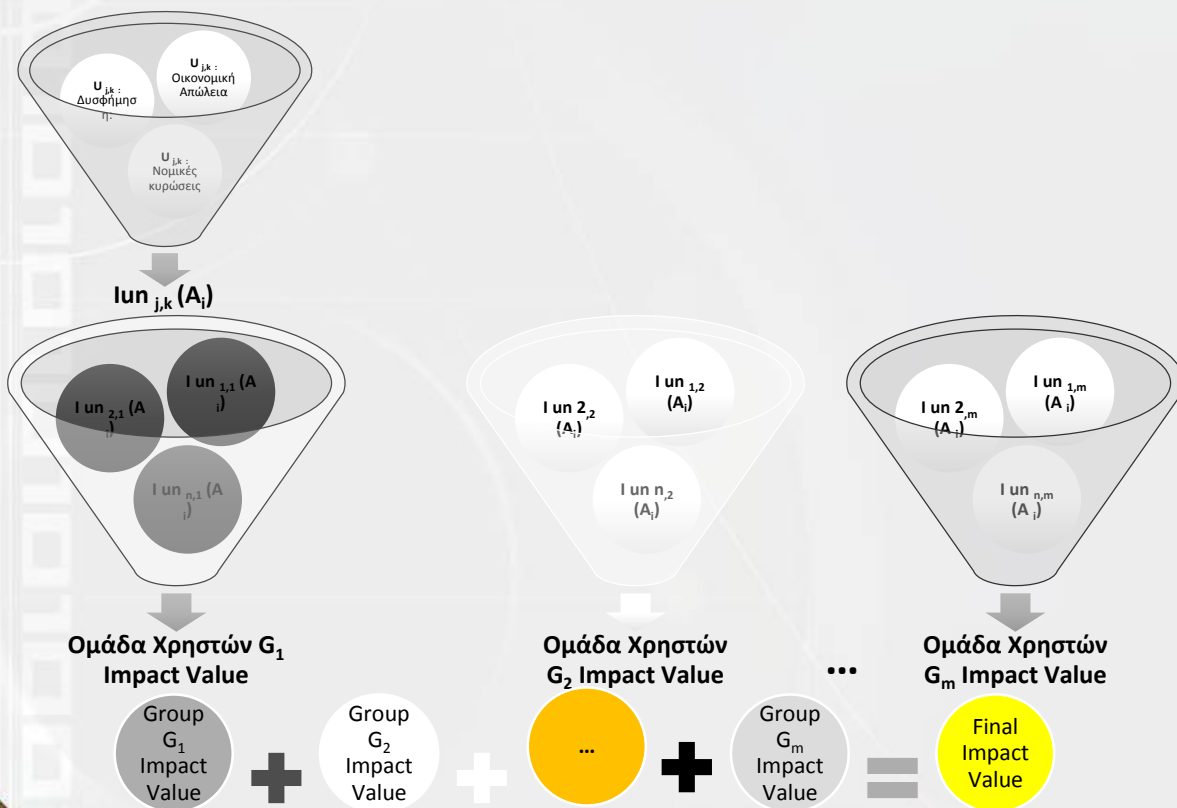 U j,k :
Δυσφήμησ
η.
U j,k :
Οικονομική
Απώλεια
U j,k :
Νομικές
κυρώσεις
Iun j,k (Ai)
I un 2,1 (A
i)
I un 1,1 (A
i)
I un n,1 (A
i)
I un 2,2
(Ai)
I un 1,2
(Ai)
I un n,2
(Ai)
I un 2,m
(A i)
I un 1,m
(A i)
I un n,m
(A i)
Ομάδα Χρηστών G1
Impact Value
Ομάδα Χρηστών
G2 Impact Value
...
Ομάδα Χρηστών
Gm Impact Value
Group
G1
Impact
Value
+
Group
G2
Impact
Value
+
...
+
Group
Gm
Impact
Value
=
Final
Impact
Value